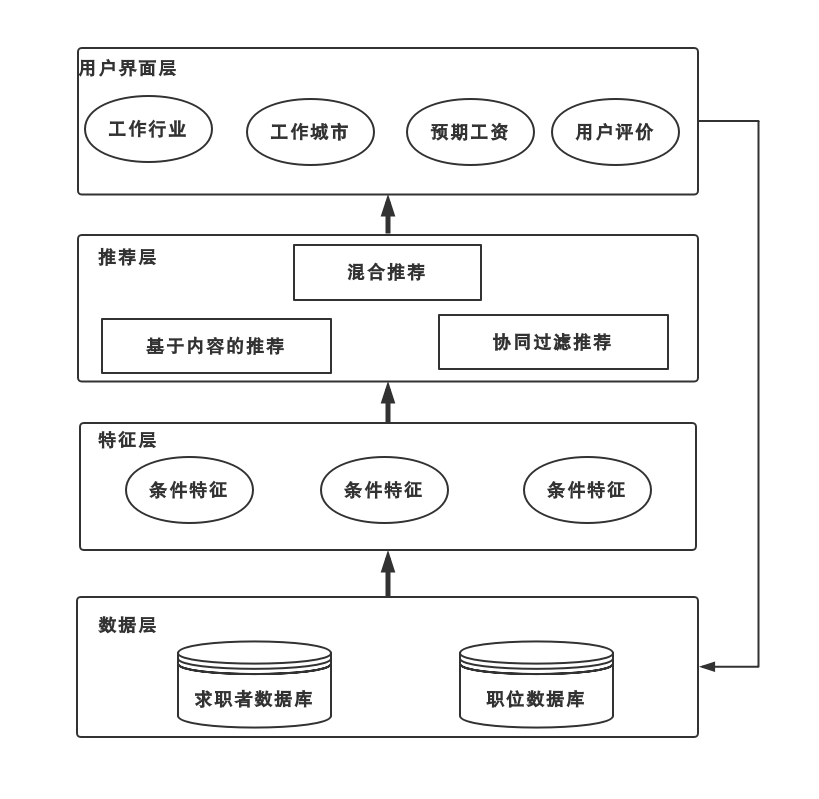 用户界面层
工作行业
工作城市
预期工资
用户评价
推荐层
混合推荐
基于内容的推荐
协同过滤推荐
特征层
条件特征
条件特征
条件特征
数据层
求职者数据库
职位数据库